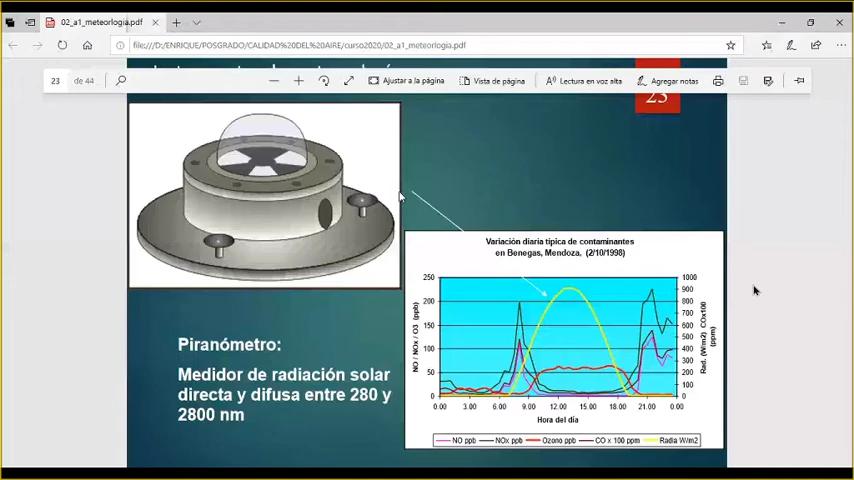 02_a1_meteorlogia.pdf
file:///D:/ENRIQUE/POSGRADO/CALIDAD%20DEL%20AIRE/curso2020/02_a1_meteorlogia.pdf
23 de 44
Ajustar a la página
Vista de página
Lectura en voz alta
Agregar notas
23
Variación diaria típica de contaminantes
en Benegas, Mendoza. (2/10/1998)
250 200 150 100 50 0
NO / NOx / O3 (ppb)
1000 900 800 700 600 500 400 300 200 100 0
Rad. (W/m2) COx100 (ppm)
0.00 3.00 6.00 9.00 12.00 15.00 18.00 21.00 0.00
Hora del día
NO ppb NOx ppb Ozono ppb CO x 100 ppm Radia W/m2
Piranómetro:
Medidor de radiación solar
directa y difusa entre 280 y
2800 nm